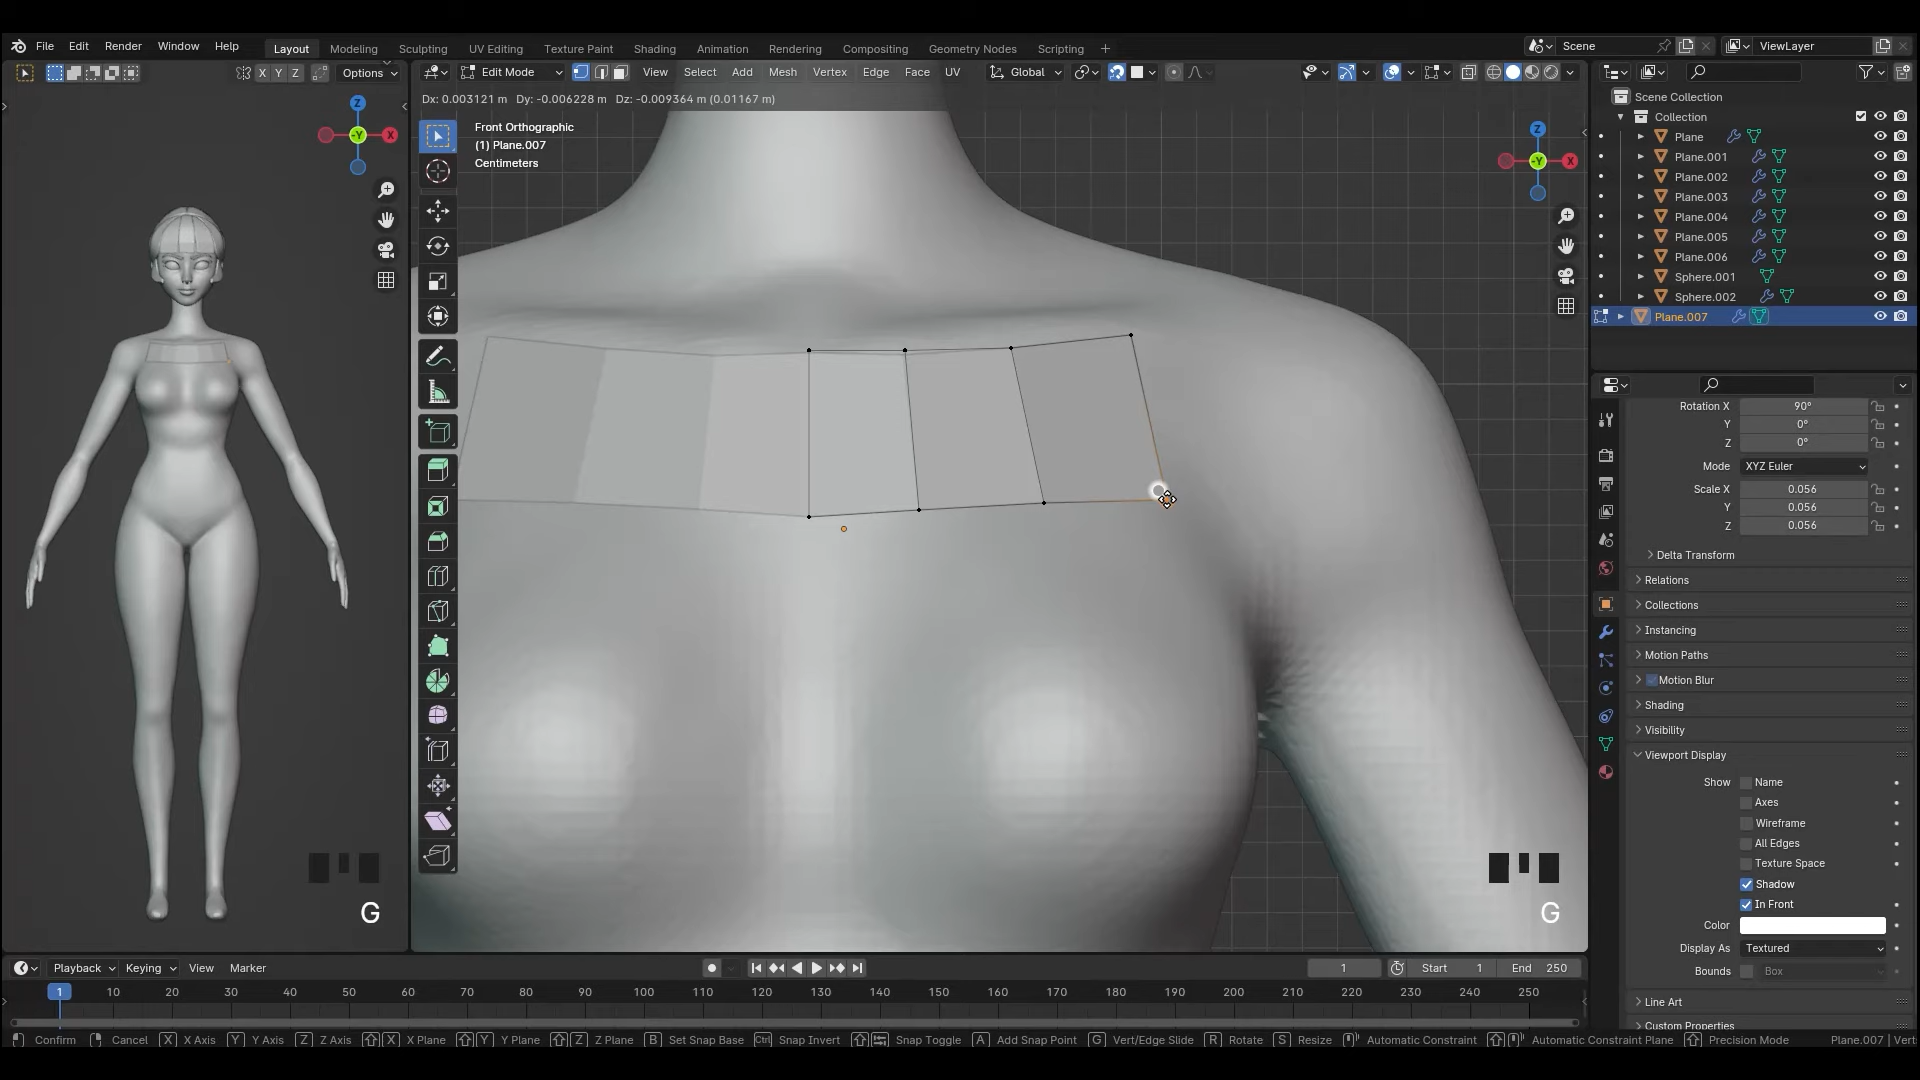 File Edit Render Window Help Layout Modeling Sculpting UV Editing Texture Paint Shading Animation Rendering Compositing Geometry Nodes Scripting + Scene ViewLayer
X Y Z Options Edit Mode View Select Add Mesh Vertex Edge Face UV Global
Dx: 0.003121 m Dy: -0.006228 m Dz: -0.009364 m (0.01167 m)
Front Orthographic
(1) Plane.007
Centimeters
Z
-Y X
Z
-Y X
Scene Collection
Collection
Plane
Plane.001
Plane.002
Plane.003
Plane.004
Plane.005
Plane.006
Sphere.001
Sphere.002
Plane.007
Rotation X 90°
Y 0°
Z 0°
Mode XYZ Euler
Scale X 0.056
Y 0.056
Z 0.056
Delta Transform
Relations
Collections
Instancing
Motion Paths
Motion Blur
Shading
Visibility
Viewport Display
Show Name
Axes
Wireframe
All Edges
Texture Space
Shadow
In Front
Color
Display As Textured
Bounds Box
Line Art
Custom Properties
G
G
Playback Keying View Marker 1 Start 1 End 250
1 10 20 30 40 50 60 70 80 90 100 110 120 130 140 150 160 170 180 190 200 210 220 230 240 250
Confirm Cancel X X Axis Y Y Axis Z Z Axis X X Plane Y Y Plane Z Z Plane B Set Snap Base Ctrl Snap Invert Snap Toggle A Add Snap Point G Vert/Edge Slide R Rotate S Resize Automatic Constraint Automatic Constraint Plane Precision Mode Plane.007 | Vert